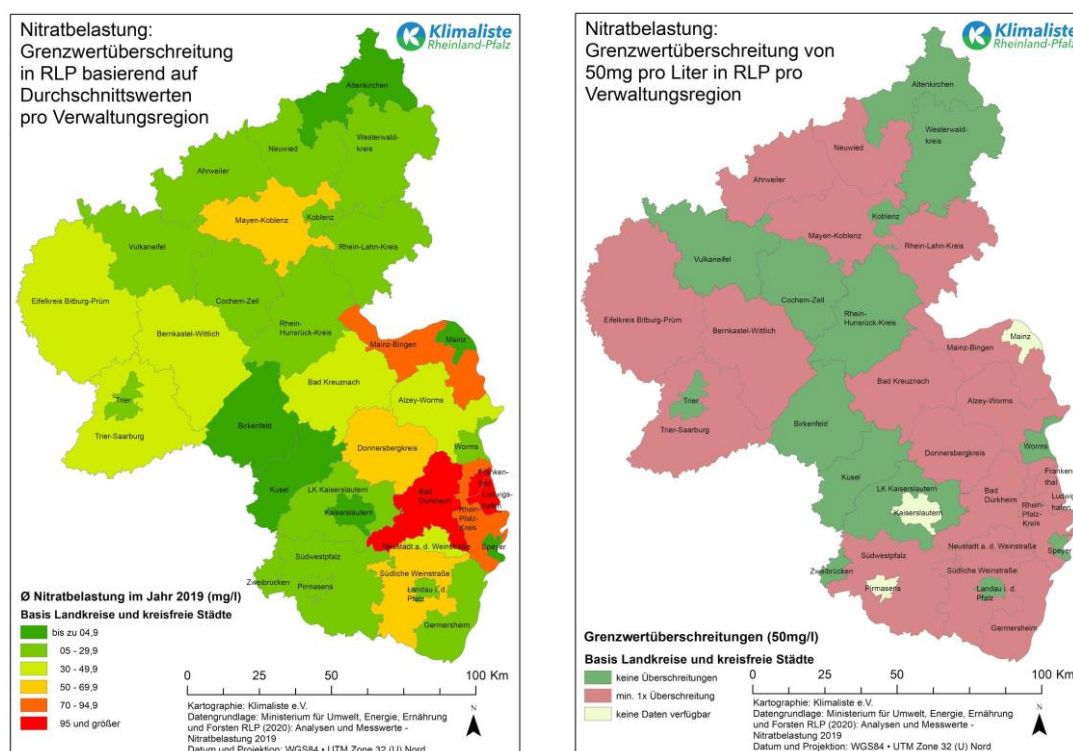 Nitratbelastung:
Grenzwertüberschreitung
in RLP basierend auf
Durchschnittswerten
pro Verwaltungsregion
Klimaliste
Rheinland-Pfalz
Altenkirchen
Westerwald-
kreis
Neuwied
Ahrweiler
Mayen-Koblenz
Koblenz
Vulkaneifel
Rhein-Lahn-Kreis
Eifelkreis Bitburg-Prüm
Cochem-Zell
Bernkastel-Wittlich
Rhein-
Hunsrück-Kreis
Mainz-Bingen
Mainz
Bad Kreuznach
Alzey-Worms
Trier
Trier-Saarburg
Birkenfeld
Donnersbergkreis
Worms
Kusel
LK Kaiserslautern
Kaiserslautern
Bad
Dürkheim
Franken-
thal
Ludwigs-
hafen
Rhein-
Pfalz-
Kreis
Neustadt a. d. Weinstraße
Speyer
Südwestpfalz
Zweibrücken
Pirmasens
Südliche Weinstraße
Landau i. d.
Pfalz
Germersheim
Ø Nitratbelastung im Jahr 2019 (mg/l)
Basis Landkreise und kreisfreie Städte
bis zu 04,9
05 - 29,9
30 - 49,9
50 - 69,9
70 - 94,9
95 und größer
0 25 50 100 Km
Kartographie: Klimaliste e.V.
Datengrundlage: Ministerium für Umwelt, Energie, Ernährung
und Forsten RLP (2020): Analysen und Messwerte -
Nitratbelastung 2019
Datum und Projektion: WGS84 • UTM Zone 32 (U) Nord
N
Nitratbelastung:
Grenzwertüberschreitung von
50mg pro Liter in RLP pro
Verwaltungsregion
Klimaliste
Rheinland-Pfalz
Altenkirchen
Westerwald-
kreis
Neuwied
Ahrweiler
Koblenz
Mayen-Koblenz
Rhein-Lahn-Kreis
Vulkaneifel
Cochem-Zell
Eifelkreis Bitburg-Prüm
Rhein-
Hunsrück-Kreis
Bernkastel-Wittlich
Mainz
Mainz-Bingen
Bad Kreuznach
Alzey-Worms
Trier
Trier-Saarburg
Birkenfeld
Worms
Donnersbergkreis
Kusel
LK Kaiserslautern
Kaiserslautern
Bad
Dürkheim
Franken-
thal
Ludwigs-
hafen
Rhein-
Pfalz-
Kreis
Neustadt a. d. Weinstraße
Speyer
Südwestpfalz
Zweibrücken
Pirmasens
Südliche Weinstraße
Landau i. d.
Pfalz
Germersheim
Grenzwertüberschreitungen (50mg/l)
Basis Landkreise und kreisfreie Städte
keine Überschreitungen
min. 1x Überschreitung
keine Daten verfügbar
0 25 50 100 Km
Kartographie: Klimaliste e.V.
Datengrundlage: Ministerium für Umwelt, Energie, Ernährung
und Forsten RLP (2020): Analysen und Messwerte -
Nitratbelastung 2019
Datum und Projektion: WGS84 • UTM Zone 32 (U) Nord
N